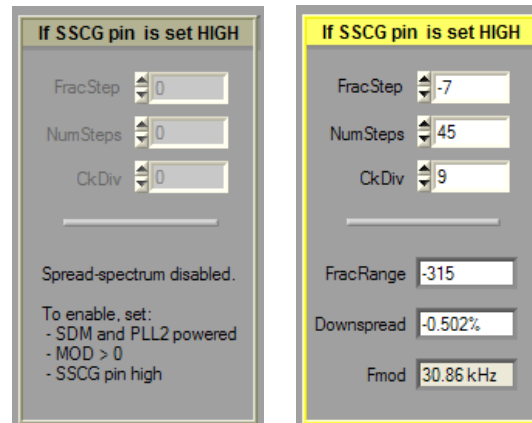 If SSCG pin is set HIGH
FracStep 0
NumSteps 0
CkDiv 0
Spread-spectrum disabled.
To enable, set:
- SDM and PLL2 powered
- MOD > 0
- SSCG pin high
If SSCG pin is set HIGH
FracStep -7
NumSteps 45
CkDiv 9
FracRange -315
Downspread -0.502%
Fmod 30.86 kHz